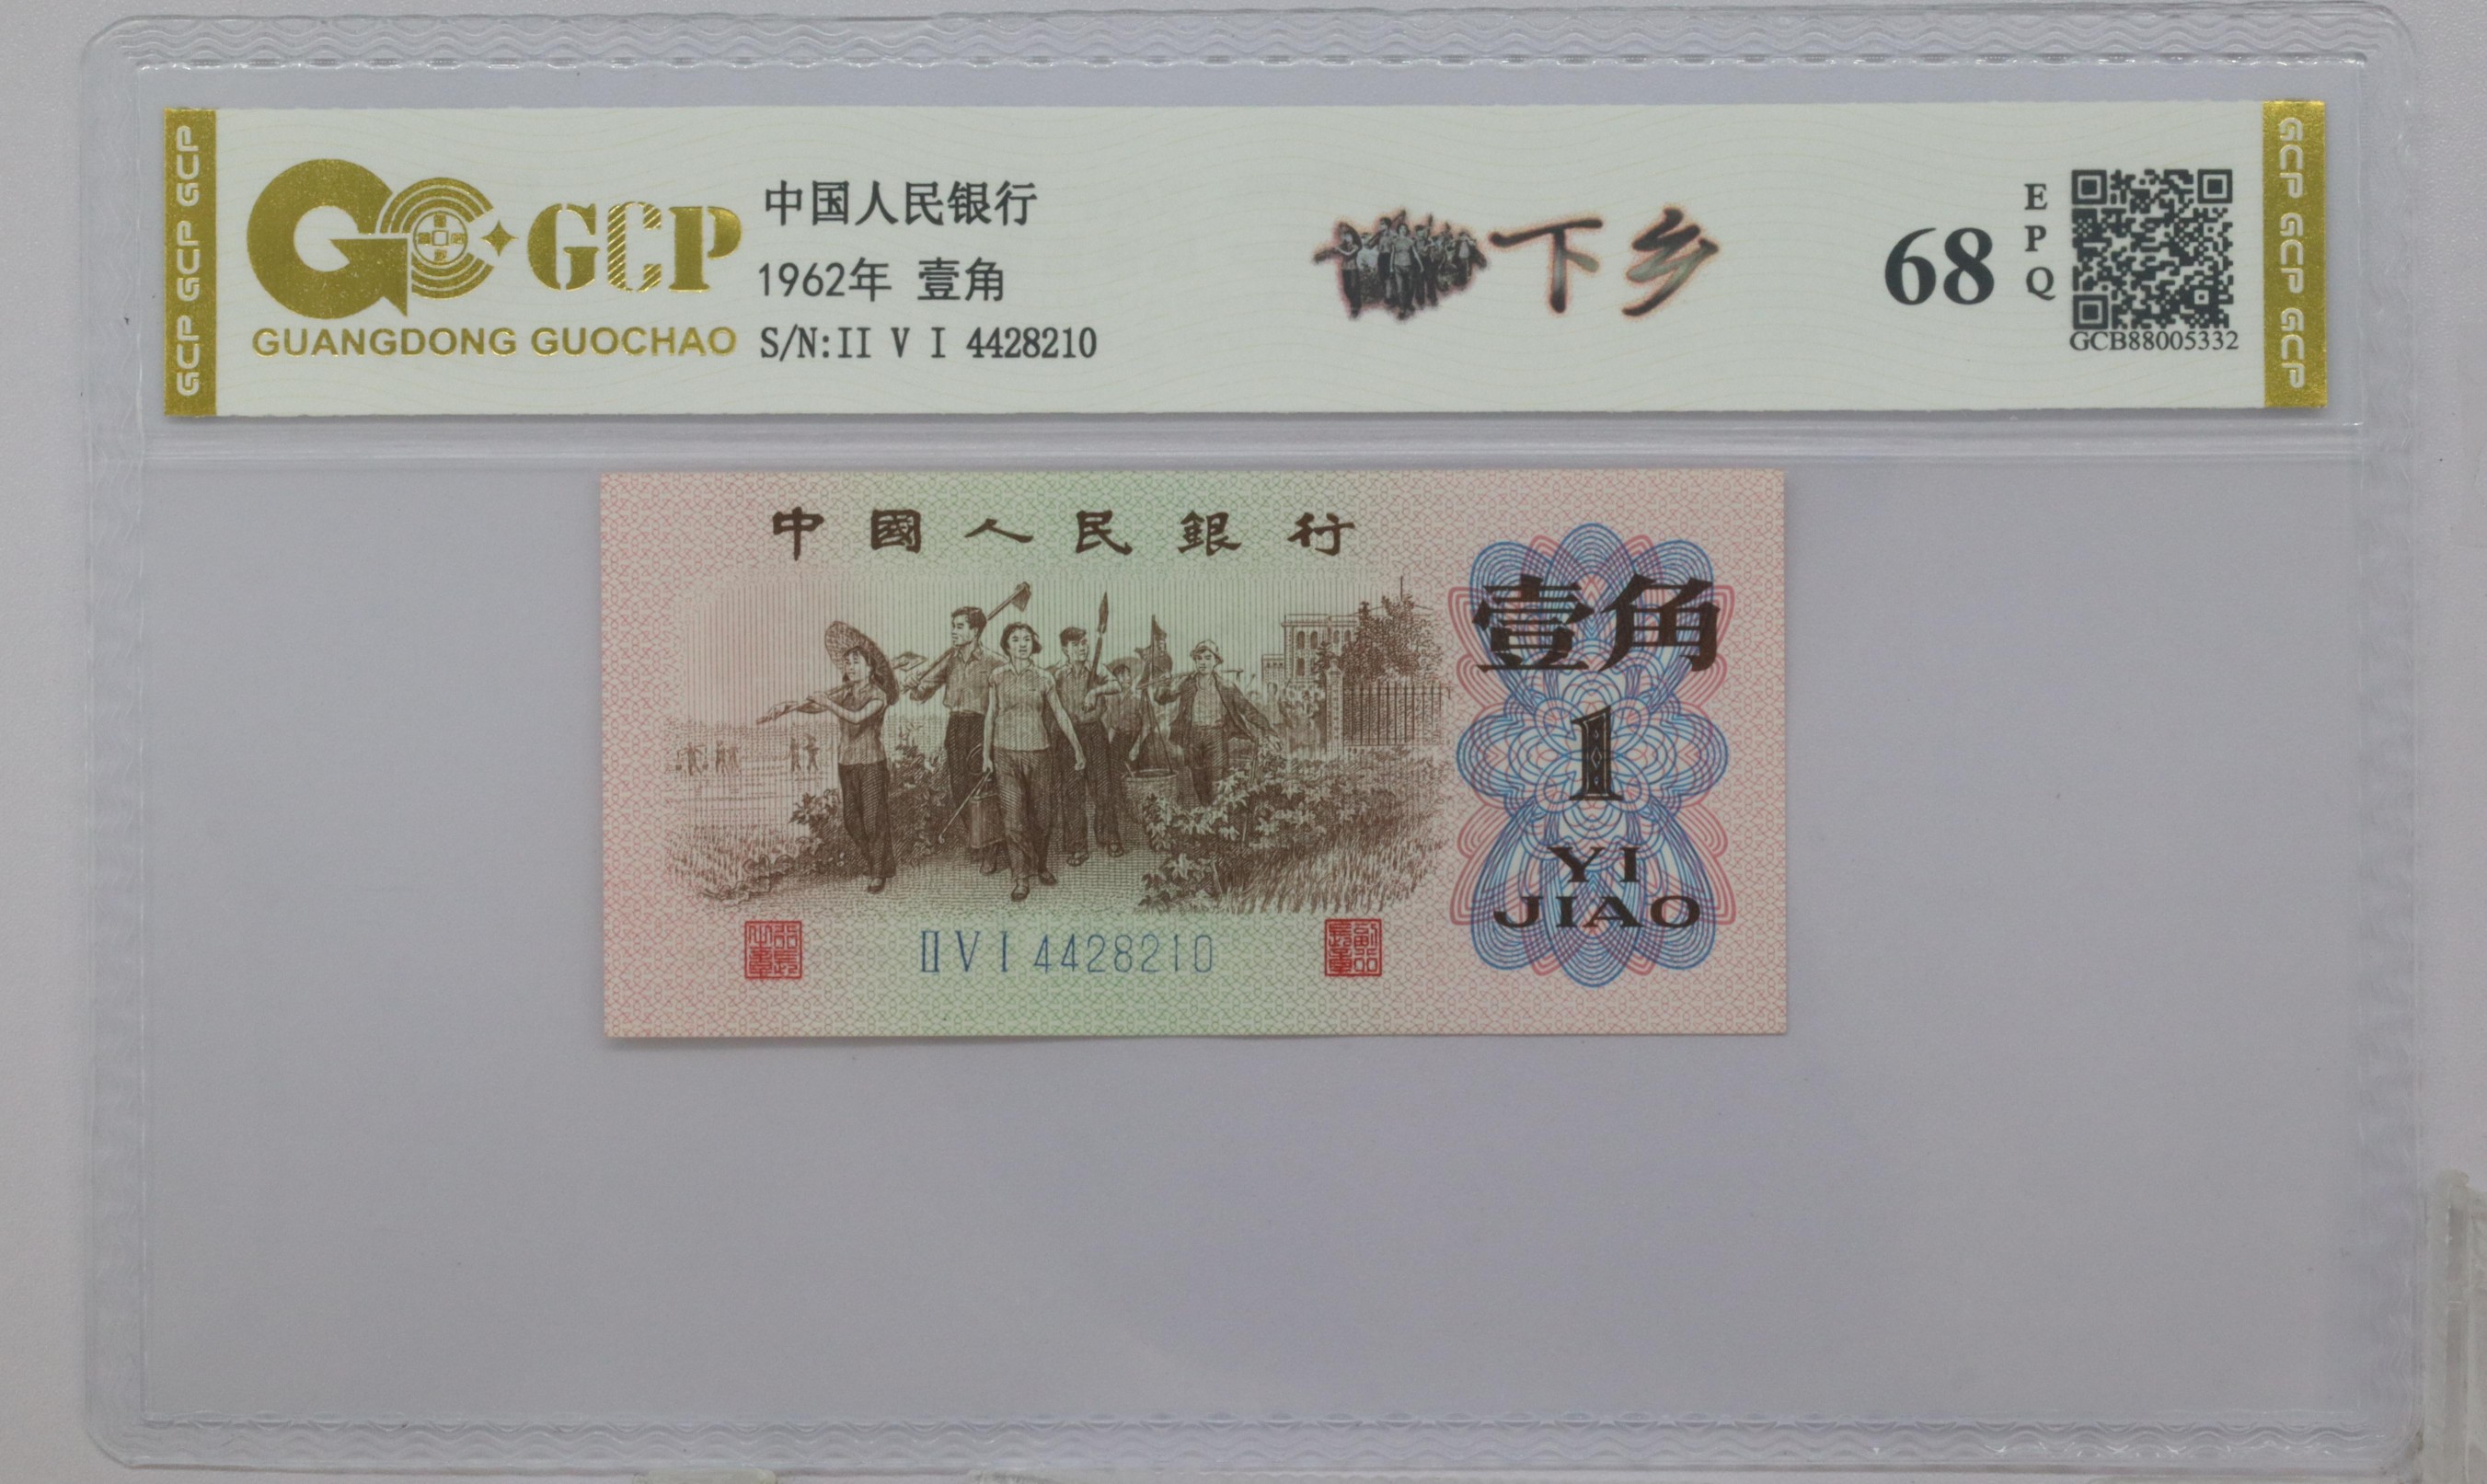 GCP GCP GCP
GCP
GUANGDONG GUOCHAO
中国人民银行
1962年 壹角
S/N:II V I 4428210
下乡
68
E
P
Q
GCB88005332
GCP GCP GCP
中國人民銀行
壹角
1
YI
JIAO
II V I 4428210